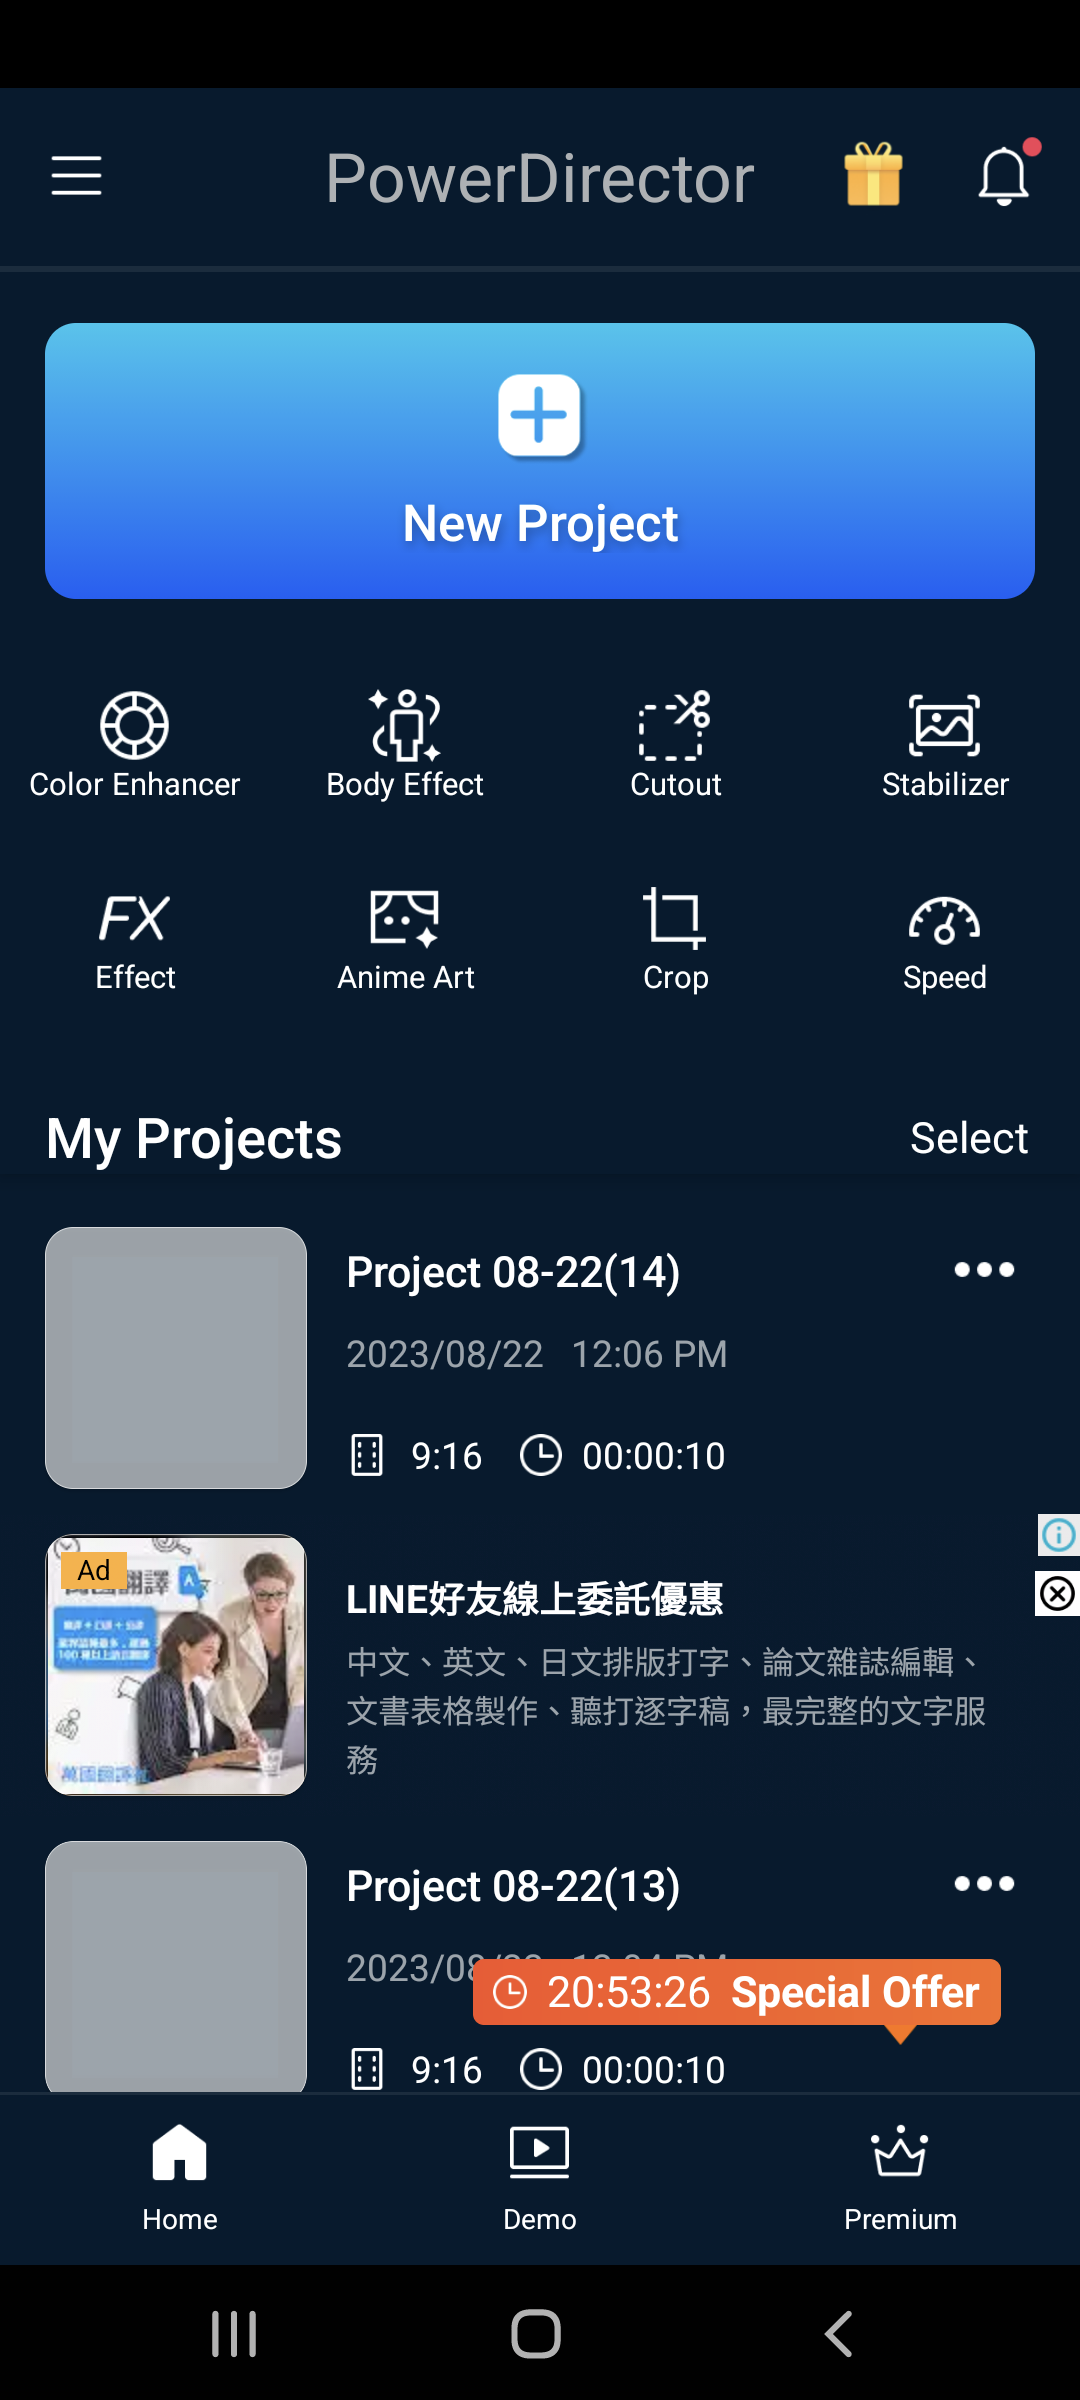 PowerDirector
New Project
Color Enhancer
Body Effect
Cutout
Stabilizer
FX
Effect
Anime Art
Crop
Speed
My Projects
Select
Project 08-22(14)
2023/08/22 12:06 PM
9:16 00:00:10
Ad
LINE好友線上委託優惠
中文、英文、日文排版打字、論文雜誌編輯、
文書表格製作、聽打逐字稿，最完整的文字服
務
萬國翻譯社
Project 08-22(13)
20:53:26 Special Offer
9:16 00:00:10
Home
Demo
Premium